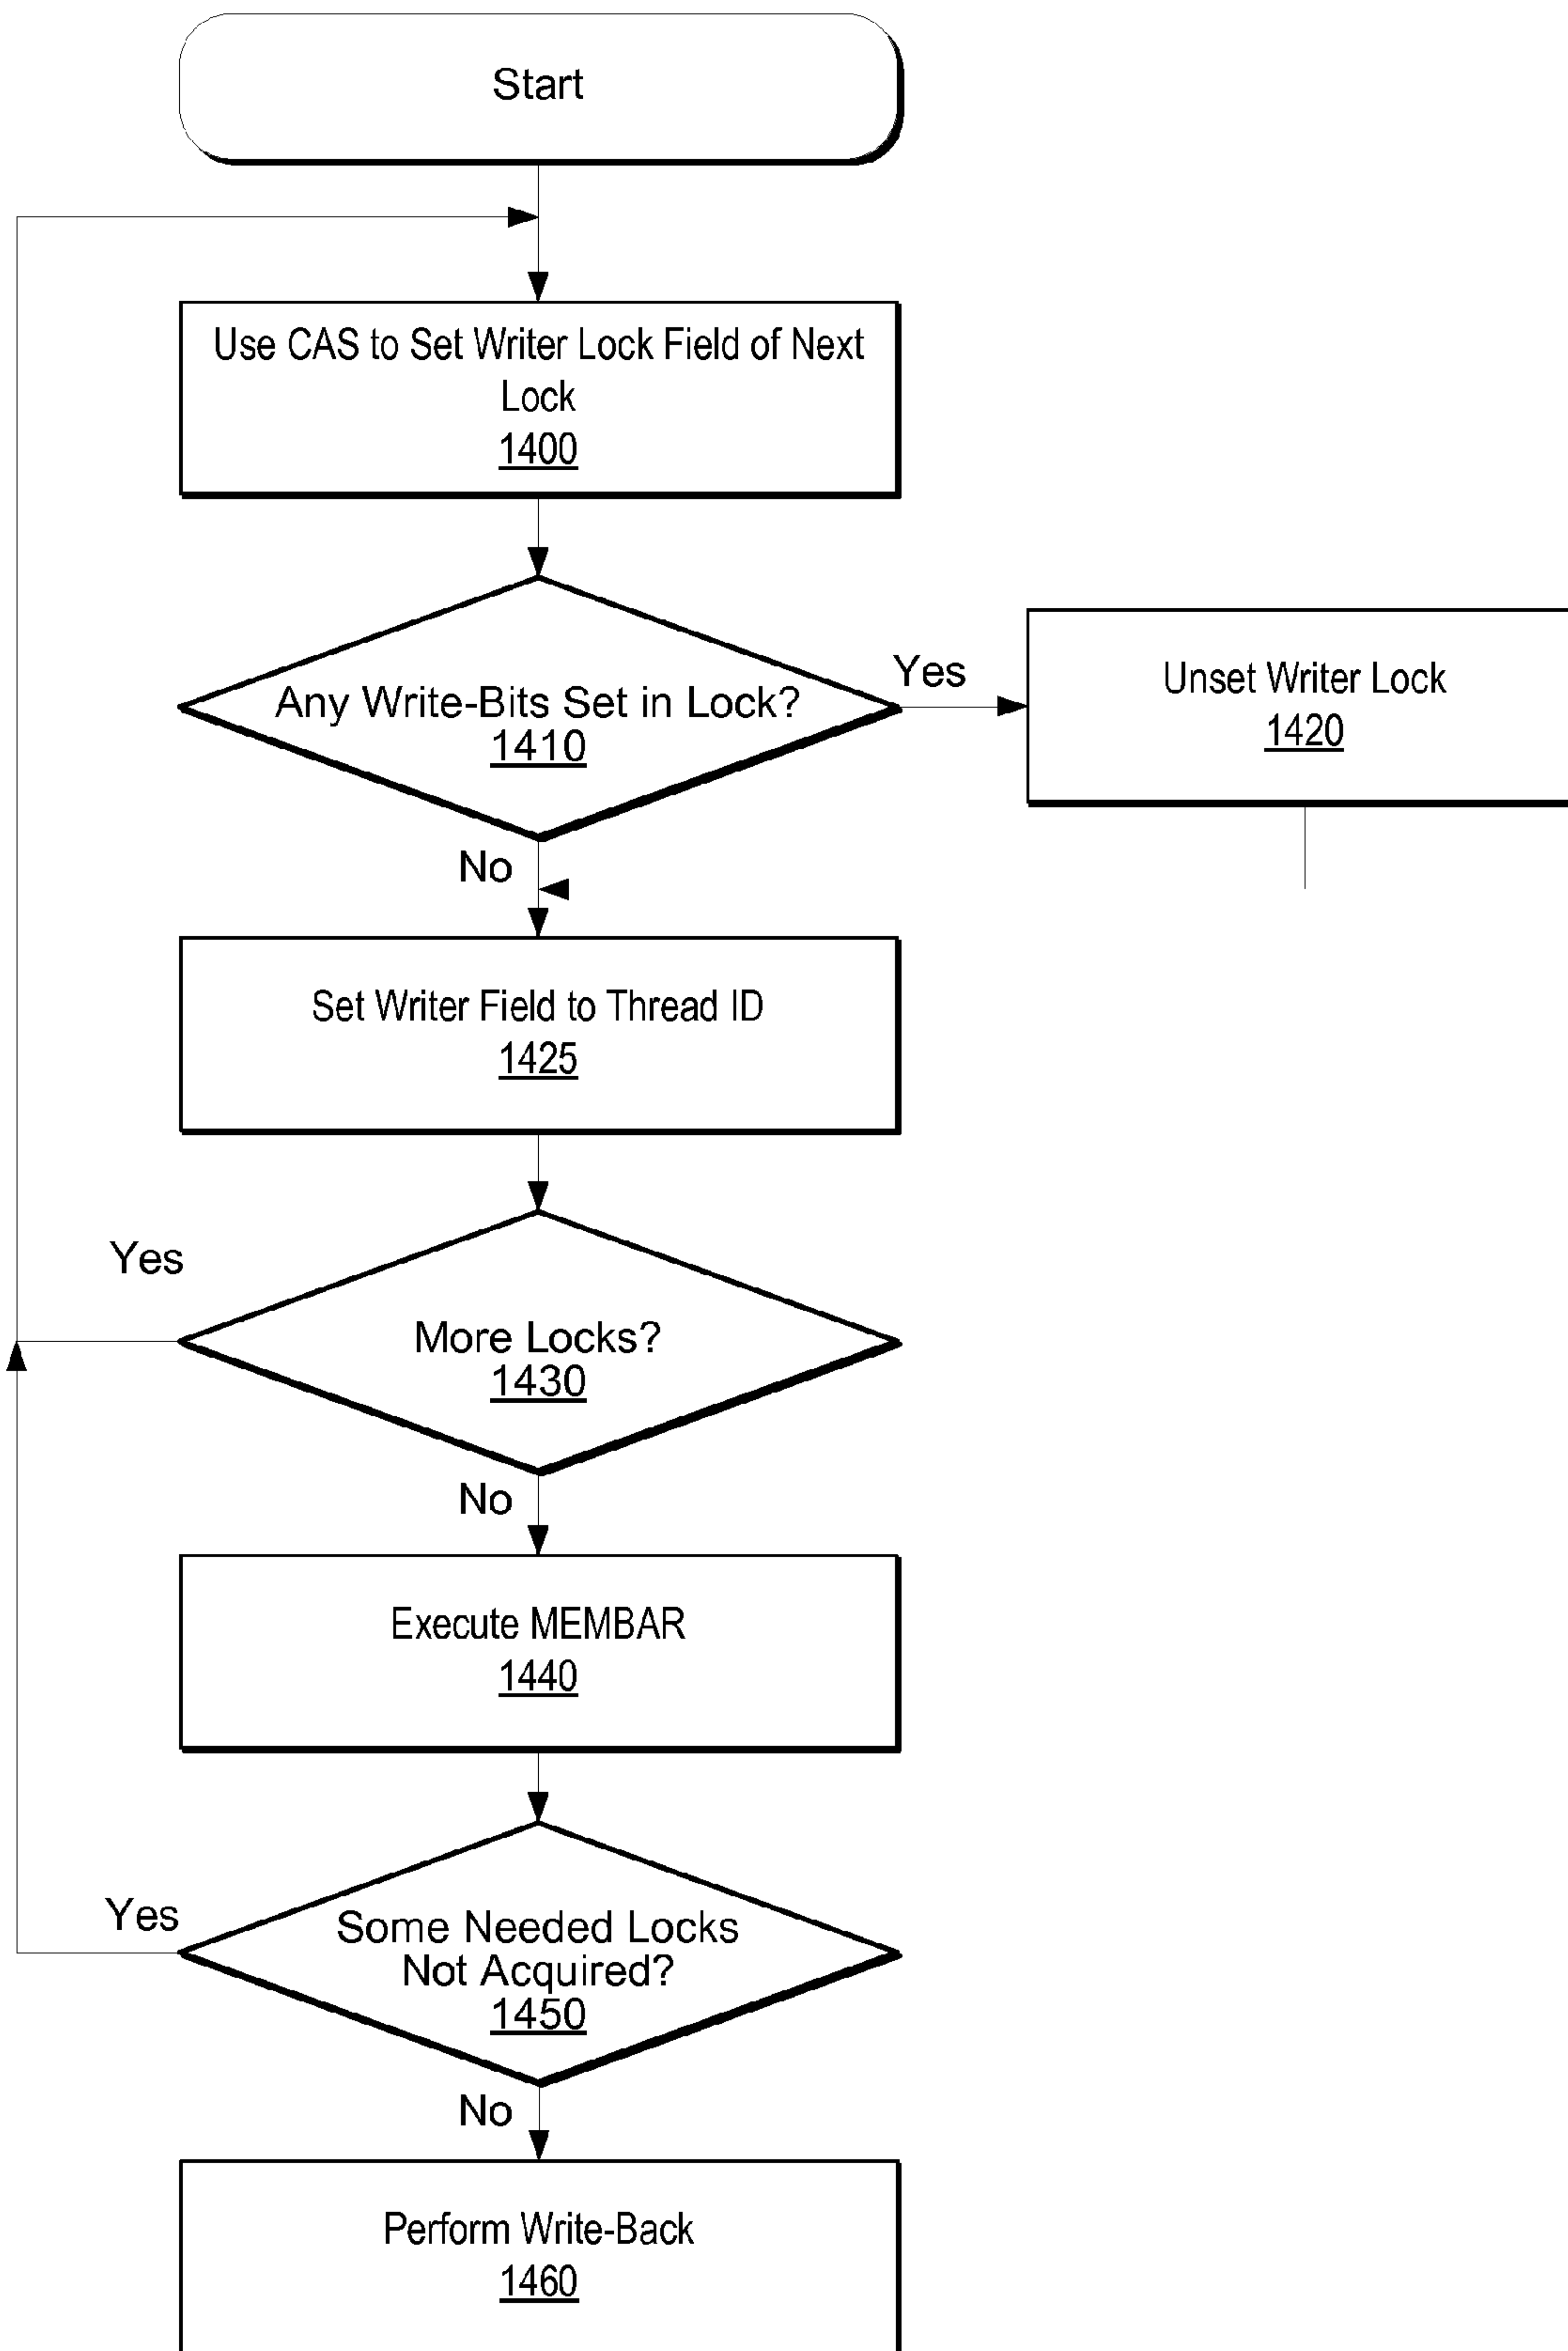 Start
Use CAS to Set Writer Lock Field of Next
Lock
1400
Any Write-Bits Set in Lock?
1410
Yes
Unset Writer Lock
1420
No
Set Writer Field to Thread ID
1425
Yes
More Locks?
1430
No
Execute MEMBAR
1440
Yes
Some Needed Locks
Not Acquired?
1450
No
Perform Write-Back
1460